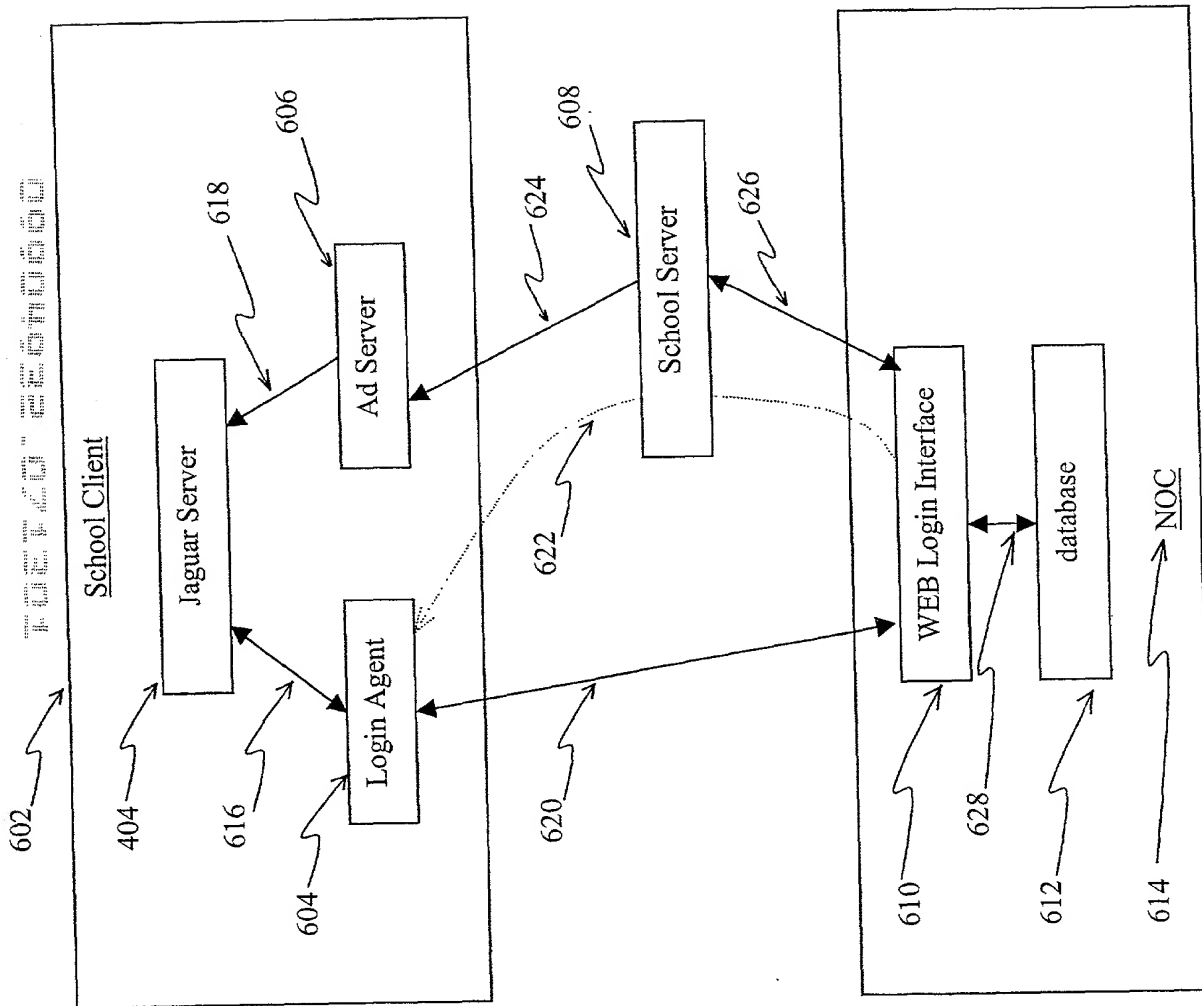 602
School Client
404
Jaguar Server
616
618
606
Login Agent
Ad Server
604
624
608
620
622
School Server
626
610
WEB Login Interface
628
612
database
614
NOC